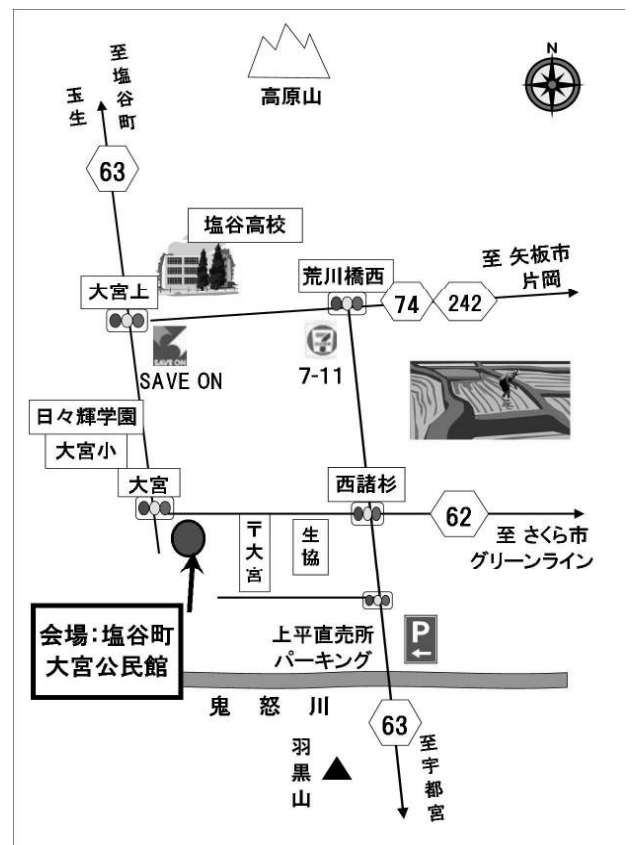 至塩谷町
玉生
高原山
N
63
塩谷高校
大宮上
荒川橋西
至 矢板市
片岡
74
242
SAVE ON
SAVE ON
7-11
日々輝学園
大宮小
大宮
西諸杉
62
〒大宮
生協
至 さくら市
グリーンライン
会場:塩谷町
大宮公民館
上平直売所
パーキング
P
鬼怒川
63
羽黒山
至宇都宮